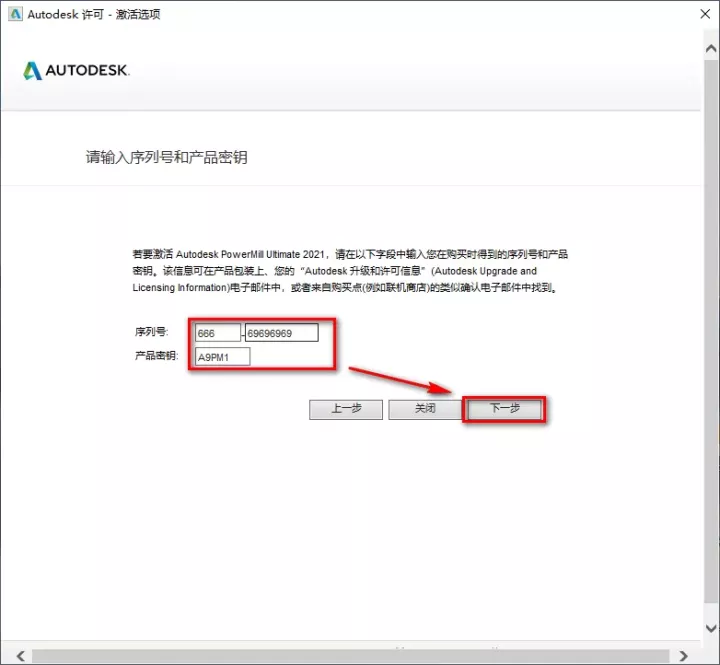 Autodesk 许可 - 激活选项
AUTODESK.
请输入序列号和产品密钥
若要激活 Autodesk PowerMill Ultimate 2021，请在以下字段中输入您在购买时得到的序列号和产品
密钥。该信息可在产品包装上、您的“Autodesk 升级和许可信息”(Autodesk Upgrade and
Licensing Information)电子邮件中，或者来自购买点(例如联机商店)的类似确认电子邮件中找到。
序列号: 666 - 69696969
产品密钥: A9PM1
上一步 关闭 下一步